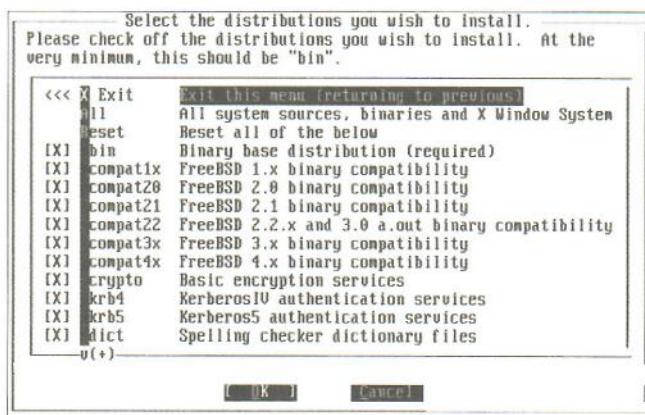 Select the distributions you wish to install.
Please check off the distributions you wish to install. At the
very minimum, this should be "bin".
<<< X Exit Exit this menu (returning to previous)
All All system sources, binaries and X Window System
Reset Reset all of the below
[X] bin Binary base distribution (required)
[X] compat1x FreeBSD 1.x binary compatibility
[X] compat20 FreeBSD 2.0 binary compatibility
[X] compat21 FreeBSD 2.1 binary compatibility
[X] compat22 FreeBSD 2.2.x and 3.0 a.out binary compatibility
[X] compat3x FreeBSD 3.x binary compatibility
[X] compat4x FreeBSD 4.x binary compatibility
[X] crypto Basic encryption services
[X] krb4 KerberosIV authentication services
[X] krb5 Kerberos5 authentication services
[X] dict Spelling checker dictionary files
v(+)
[ OK ] Cancel